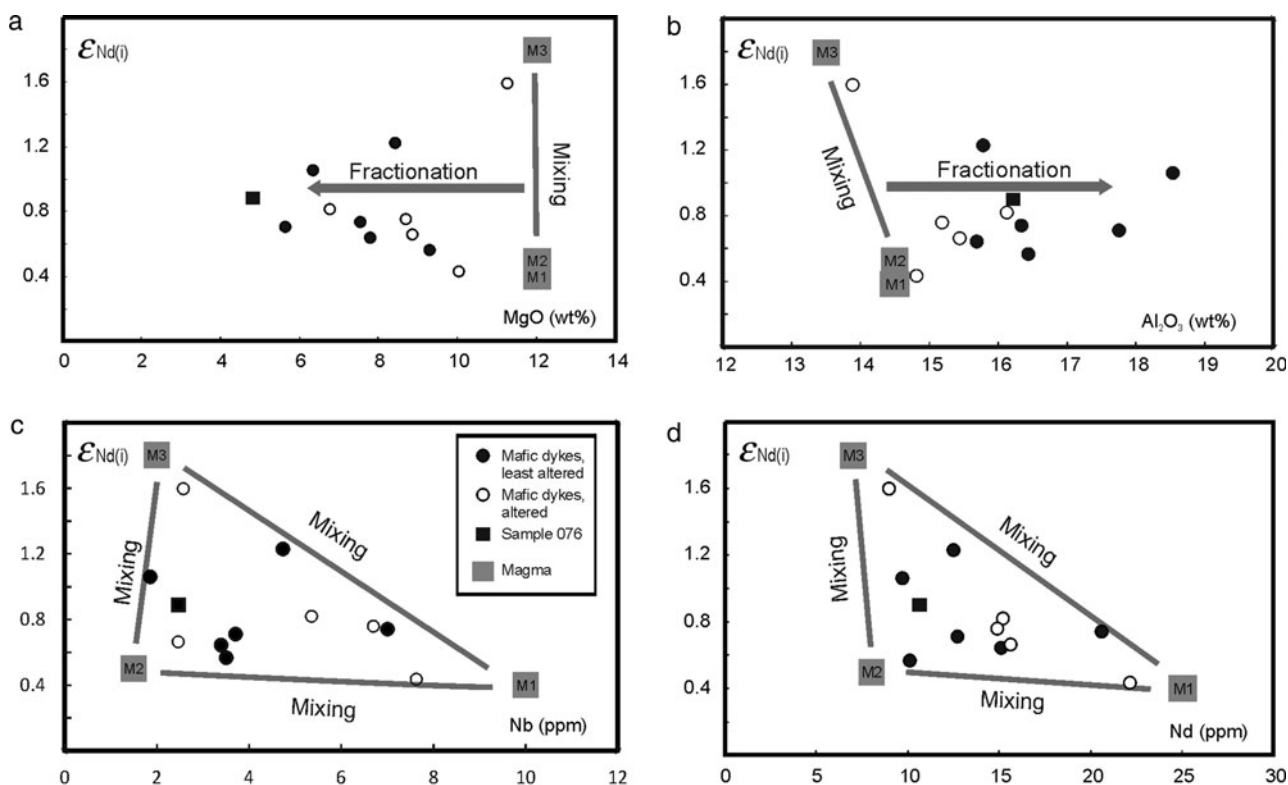 a
εNd(i)
M3
1.6
1.2
Fractionation
Mixing
0.8
0.4
M2
M1
MgO (wt%)
0 2 4 6 8 10 12 14
b
εNd(i)
M3
1.6
1.2
Mixing
Fractionation
0.8
0.4
M2
M1
Al₂O₃ (wt%)
12 13 14 15 16 17 18 19 20
c
εNd(i)
M3
1.6
1.2
Mixing
Mixing
0.8
0.4
M2
M1
Mixing
Nb (ppm)
0 2 4 6 8 10 12
Mafic dykes,
least altered
Mafic dykes,
altered
Sample 076
Magma
d
εNd(i)
M3
1.6
1.2
Mixing
Mixing
0.8
0.4
M2
M1
Mixing
Nd (ppm)
0 5 10 15 20 25 30